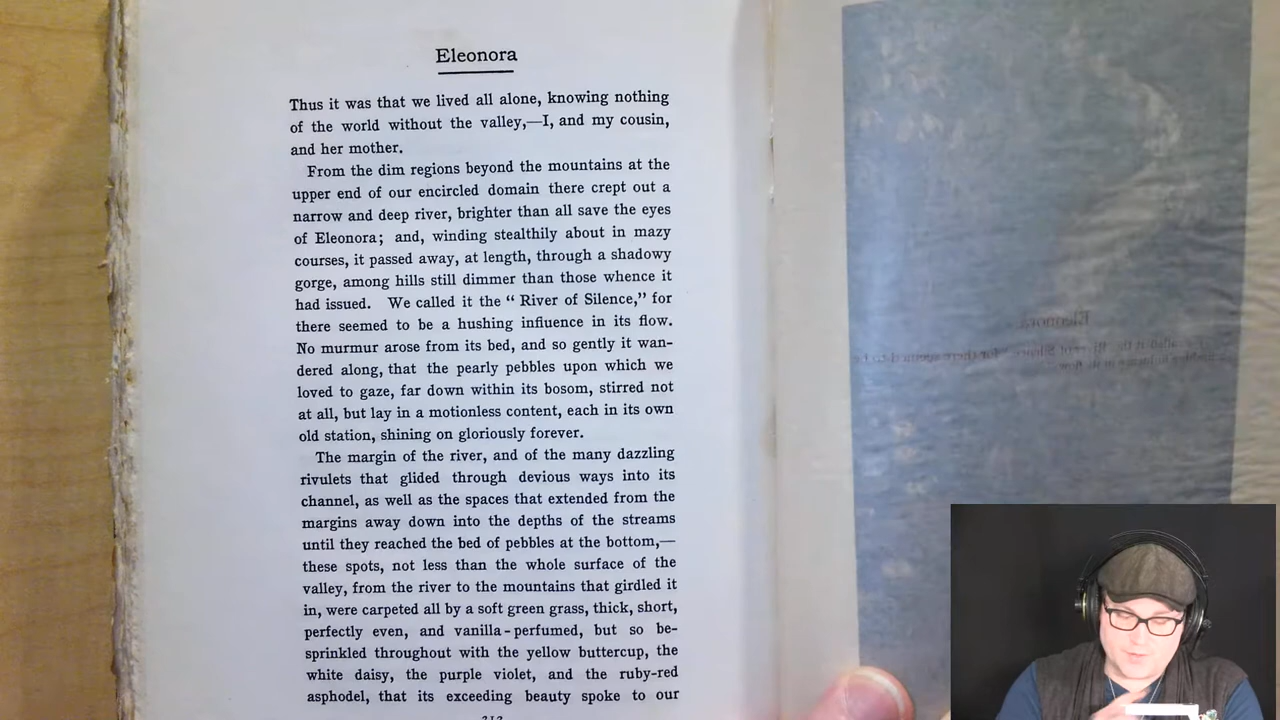 Eleonora
Thus it was that we lived all alone, knowing nothing
of the world without the valley,—I, and my cousin,
and her mother.
From the dim regions beyond the mountains at the
upper end of our encircled domain there crept out a
narrow and deep river, brighter than all save the eyes
of Eleonora; and, winding stealthily about in mazy
courses, it passed away, at length, through a shadowy
gorge, among hills still dimmer than those whence it
had issued. We called it the “ River of Silence,” for
there seemed to be a hushing influence in its flow.
No murmur arose from its bed, and so gently it wan-
dered along, that the pearly pebbles upon which we
loved to gaze, far down within its bosom, stirred not
at all, but lay in a motionless content, each in its own
old station, shining on gloriously forever.
The margin of the river, and of the many dazzling
rivulets that glided through devious ways into its
channel, as well as the spaces that extended from the
margins away down into the depths of the streams
until they reached the bed of pebbles at the bottom,—
these spots, not less than the whole surface of the
valley, from the river to the mountains that girdled it
in, were carpeted all by a soft green grass, thick, short,
perfectly even, and vanilla-perfumed, but so be-
sprinkled throughout with the yellow buttercup, the
white daisy, the purple violet, and the ruby-red
asphodel, that its exceeding beauty spoke to our
Eleonora